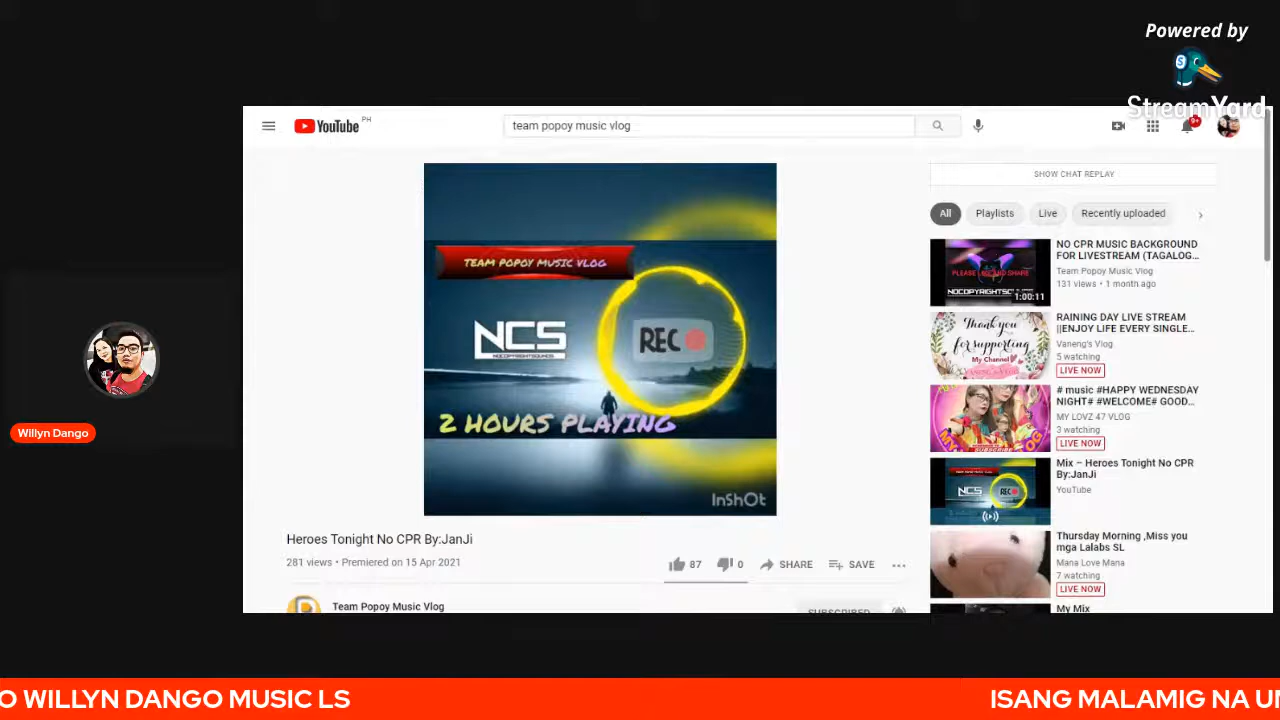 Powered by
StreamYard
YouTube PH
team popoy music vlog
9+
SHOW CHAT REPLAY
All
Playlists
Live
Recently uploaded
TEAM POPOY MUSIC VLOG
NCS
NOCOPYRIGHTSOUNDS
REC
2 HOURS PLAYING
InShOt
NO CPR MUSIC BACKGROUND
FOR LIVESTREAM (TAGALOG...
Team Popoy Music Vlog
131 views • 1 month ago
1:00:11
RAINING DAY LIVE STREAM
||ENJOY LIFE EVERY SINGLE...
Vaneng's Vlog
5 watching
LIVE NOW
Thank you
for supporting
My Channel
# music #HAPPY WEDNESDAY
NIGHT# #WELCOME# GOOD...
MY LOVZ 47 VLOG
3 watching
LIVE NOW
Mix – Heroes Tonight No CPR
By:JanJi
YouTube
NCS
REC
Thursday Morning ,Miss you
mga Lalabs SL
Mana Love Mana
7 watching
LIVE NOW
My Mix
Willyn Dango
Heroes Tonight No CPR By:JanJi
281 views • Premiered on 15 Apr 2021
87
0
SHARE
SAVE
Team Popoy Music Vlog
SUBSCRIBED
O WILLYN DANGO MUSIC LS
ISANG MALAMIG NA UN